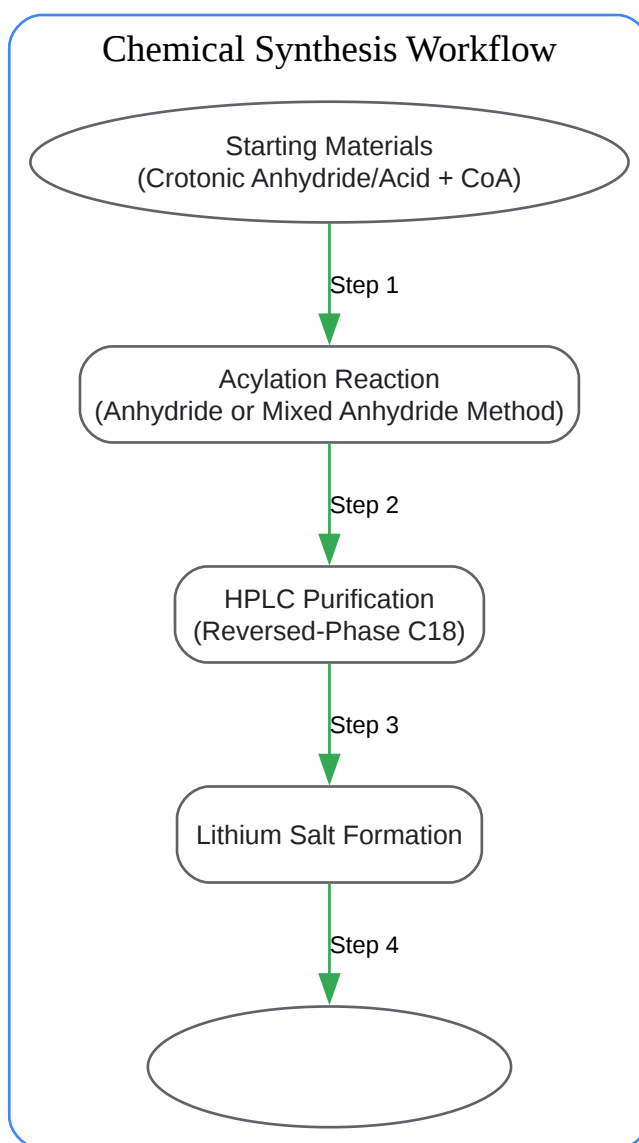 Chemical Synthesis Workflow
Starting Materials
(Crotonic Anhydride/Acid + CoA)
Step 1
Acylation Reaction
(Anhydride or Mixed Anhydride Method)
Step 2
HPLC Purification
(Reversed-Phase C18)
Step 3
Lithium Salt Formation
Step 4